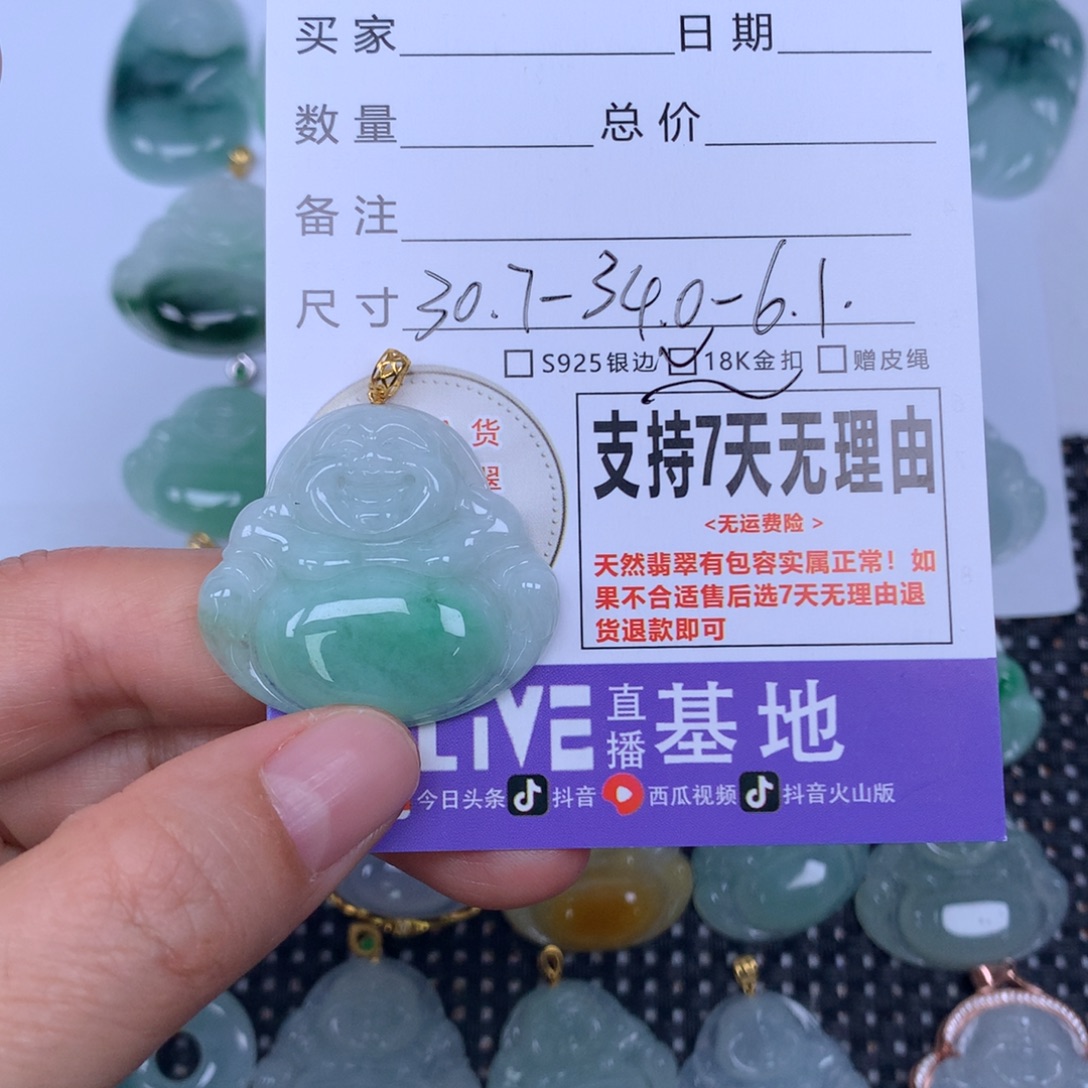 买家 日期
数量 总价
备注
尺寸 30.7-34.0-6.1.
S925银边 18K金扣 赠皮绳
货
翠
支持7天无理由
<无运费险>
天然翡翠有包容实属正常！如
果不合适售后选7天无理由退
货退款即可
LIVE 直播 基地
今日头条 抖音 西瓜视频 抖音火山版